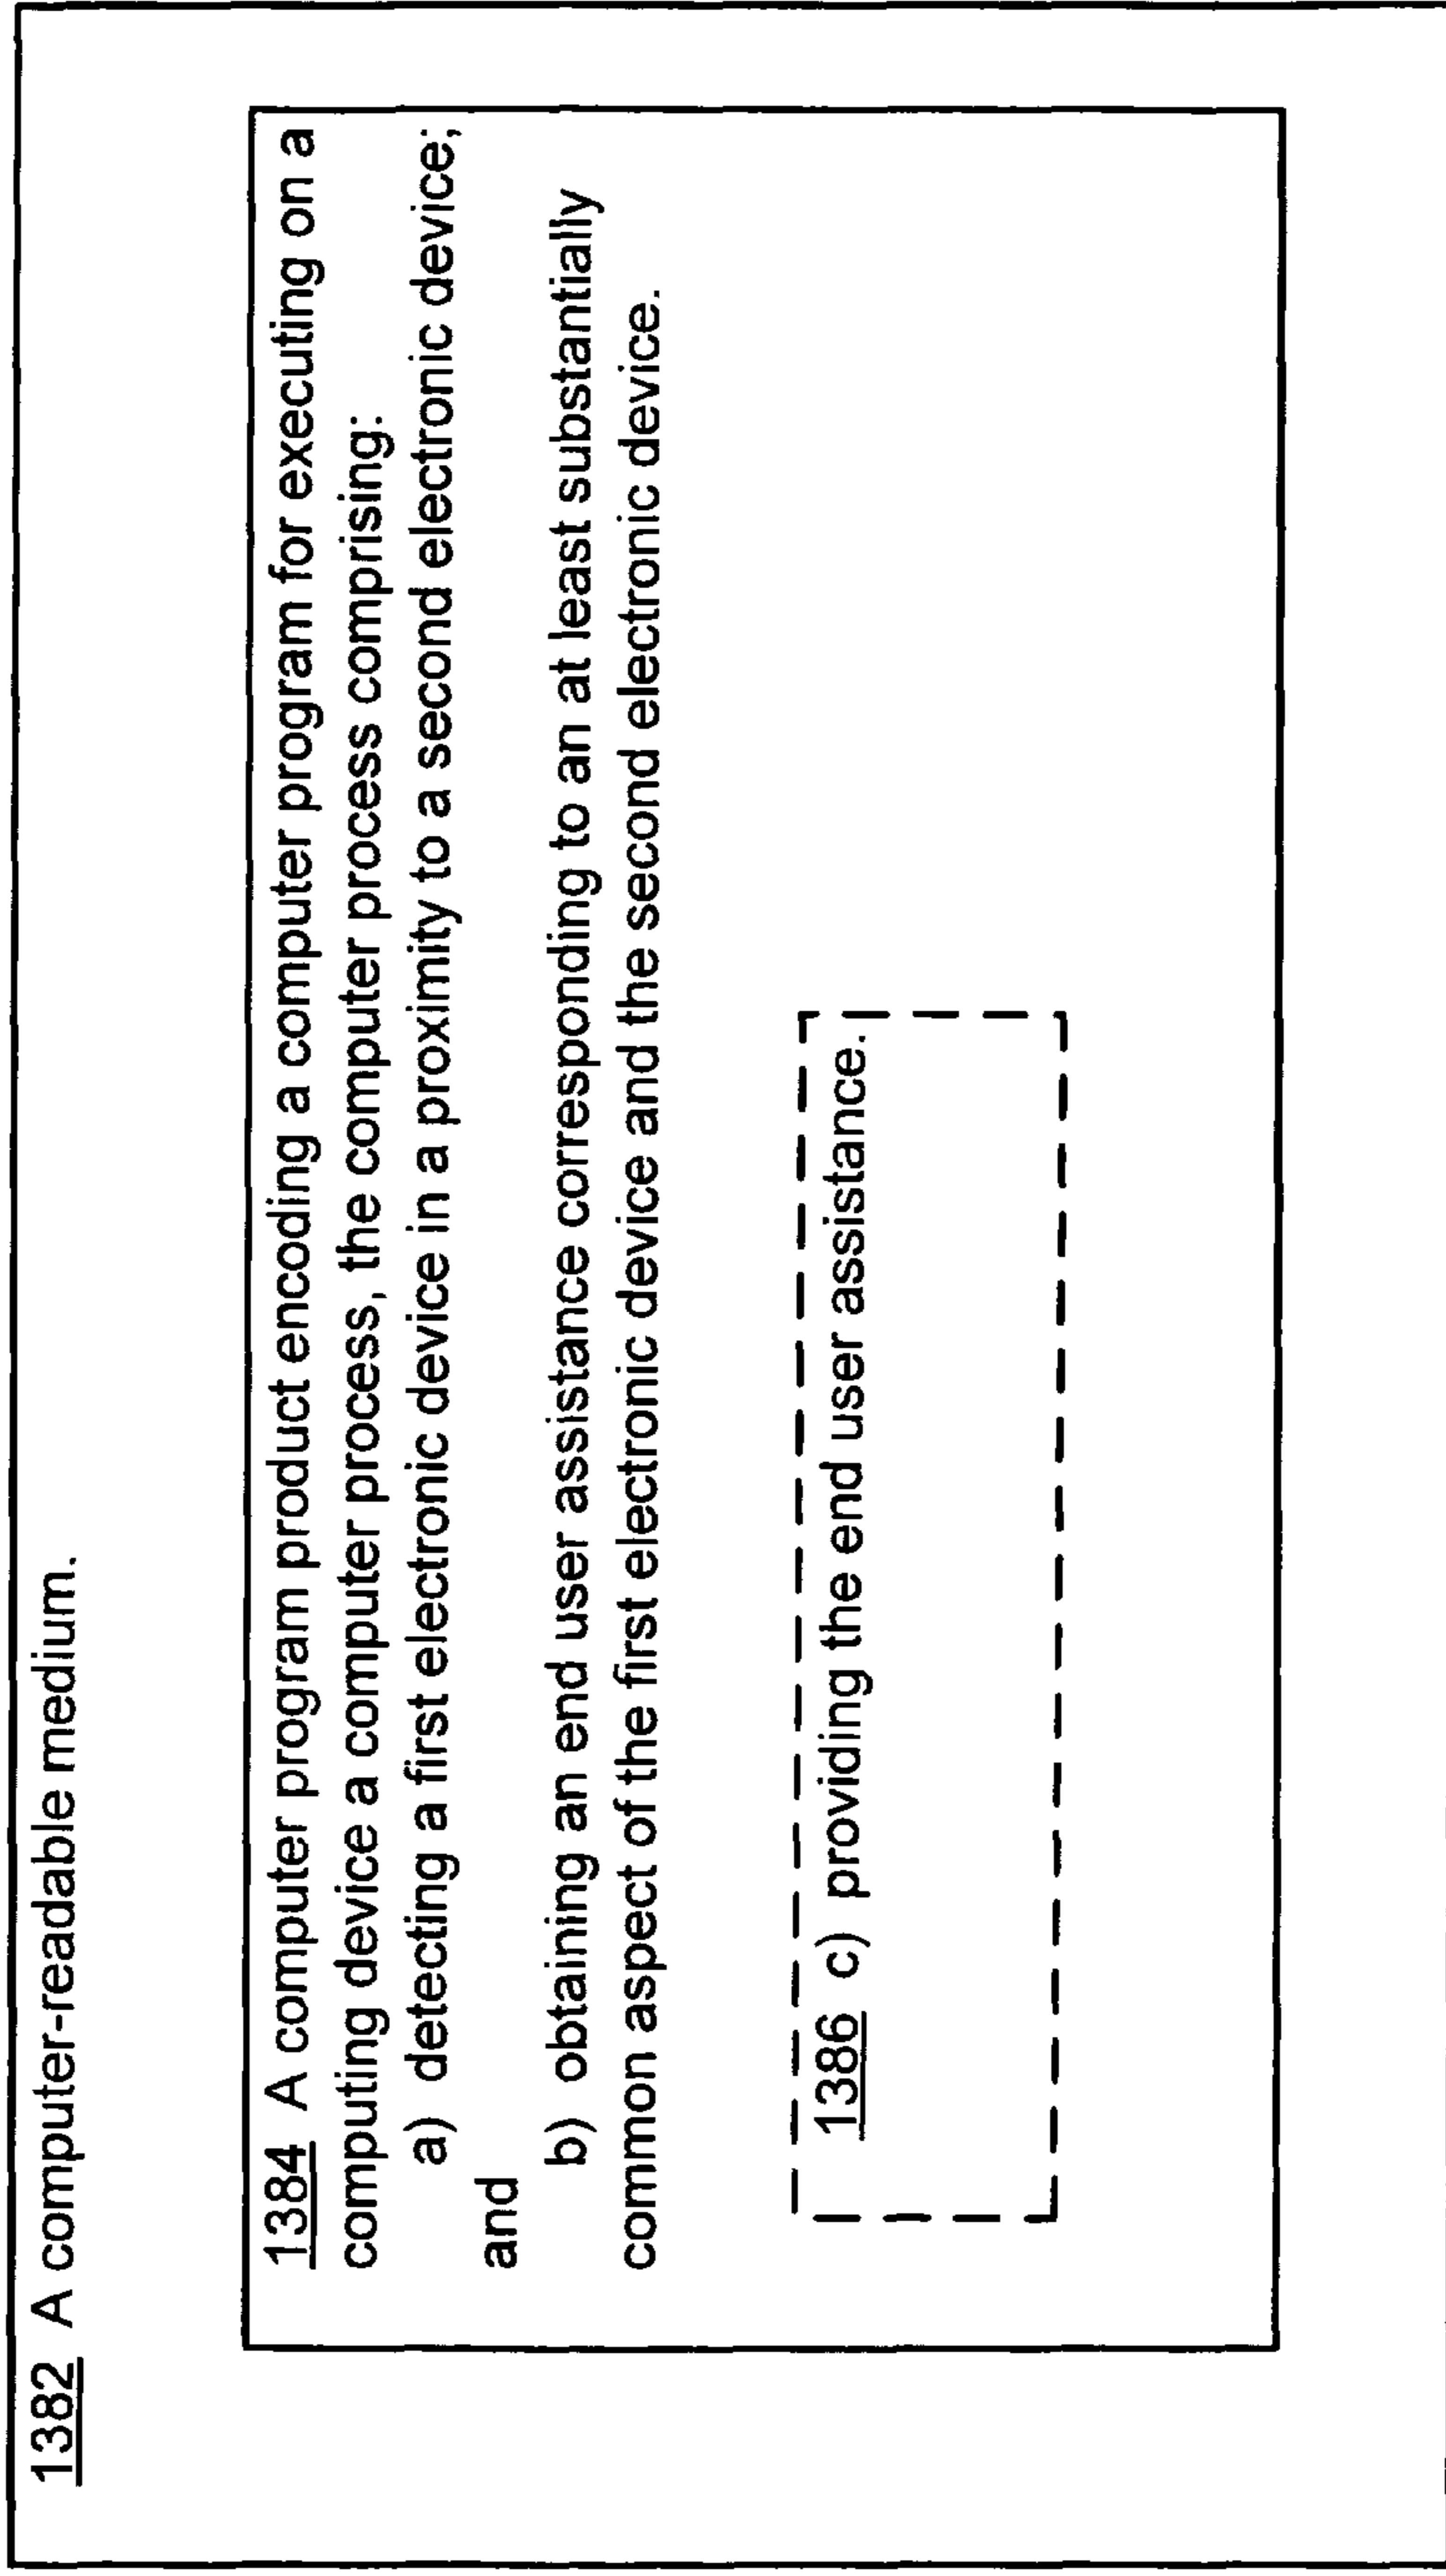 1382 A computer-readable medium.
1384 A computer program product encoding a computer program for executing on a
computing device a computer process, the computer process comprising:
a) detecting a first electronic device in a proximity to a second electronic device;
and
b) obtaining an end user assistance corresponding to an at least substantially
common aspect of the first electronic device and the second electronic device.
1386 c) providing the end user assistance.